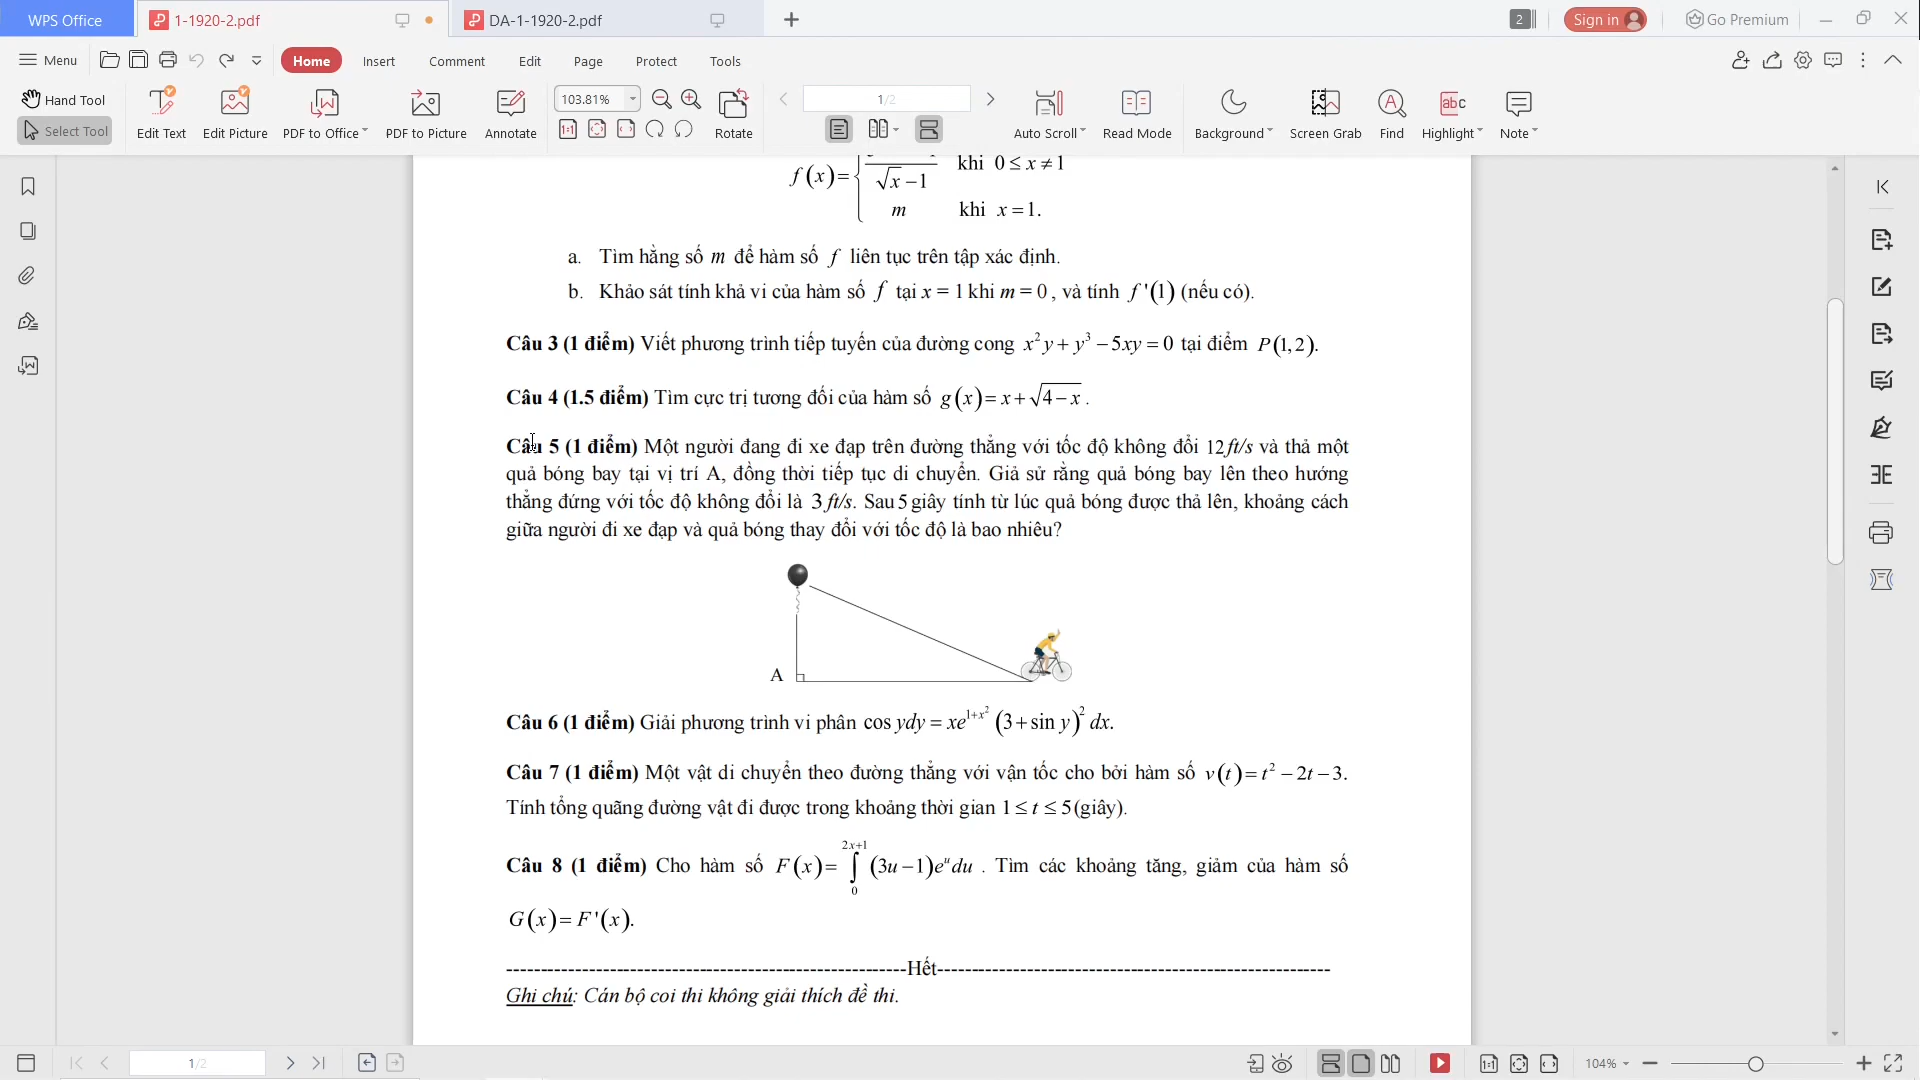 WPS Office 1-1920-2.pdf DA-1-1920-2.pdf + 2 Sign in Go Premium
Menu Home Insert Comment Edit Page Protect Tools
Hand Tool
Select Tool
Edit Text Edit Picture PDF to Office PDF to Picture Annotate 103.81% Rotate 1/2 Auto Scroll Read Mode Background Screen Grab Find Highlight Note
f(x)= √x −1 khi 0 ≤ x ≠ 1
m khi x = 1.
a. Tìm hằng số m để hàm số f liên tục trên tập xác định.
b. Khảo sát tính khả vi của hàm số f tại x = 1 khi m = 0, và tính f '(1) (nếu có).
Câu 3 (1 điểm) Viết phương trình tiếp tuyến của đường cong x²y + y³ − 5xy = 0 tại điểm P(1,2).
Câu 4 (1.5 điểm) Tìm cực trị tương đối của hàm số g(x) = x + √(4−x) .
Câu 5 (1 điểm) Một người đang đi xe đạp trên đường thẳng với tốc độ không đổi 12 ft/s và thả một
quả bóng bay tại vị trí A, đồng thời tiếp tục di chuyển. Giả sử rằng quả bóng bay lên theo hướng
thẳng đứng với tốc độ không đổi là 3 ft/s. Sau 5 giây tính từ lúc quả bóng được thả lên, khoảng cách
giữa người đi xe đạp và quả bóng thay đổi với tốc độ là bao nhiêu?
A
Câu 6 (1 điểm) Giải phương trình vi phân cos ydy = xe^(1+x²) (3 + sin y)² dx.
Câu 7 (1 điểm) Một vật di chuyển theo đường thẳng với vận tốc cho bởi hàm số v(t) = t² − 2t − 3.
Tính tổng quãng đường vật đi được trong khoảng thời gian 1 ≤ t ≤ 5 (giây).
Câu 8 (1 điểm) Cho hàm số F(x) = ∫₀^(2x+1) (3u −1)e^u du . Tìm các khoảng tăng, giảm của hàm số
G(x) = F '(x).
----------------------------------------------------------Hết---------------------------------------------------------
Ghi chú: Cán bộ coi thi không giải thích đề thi.
1/2 104%